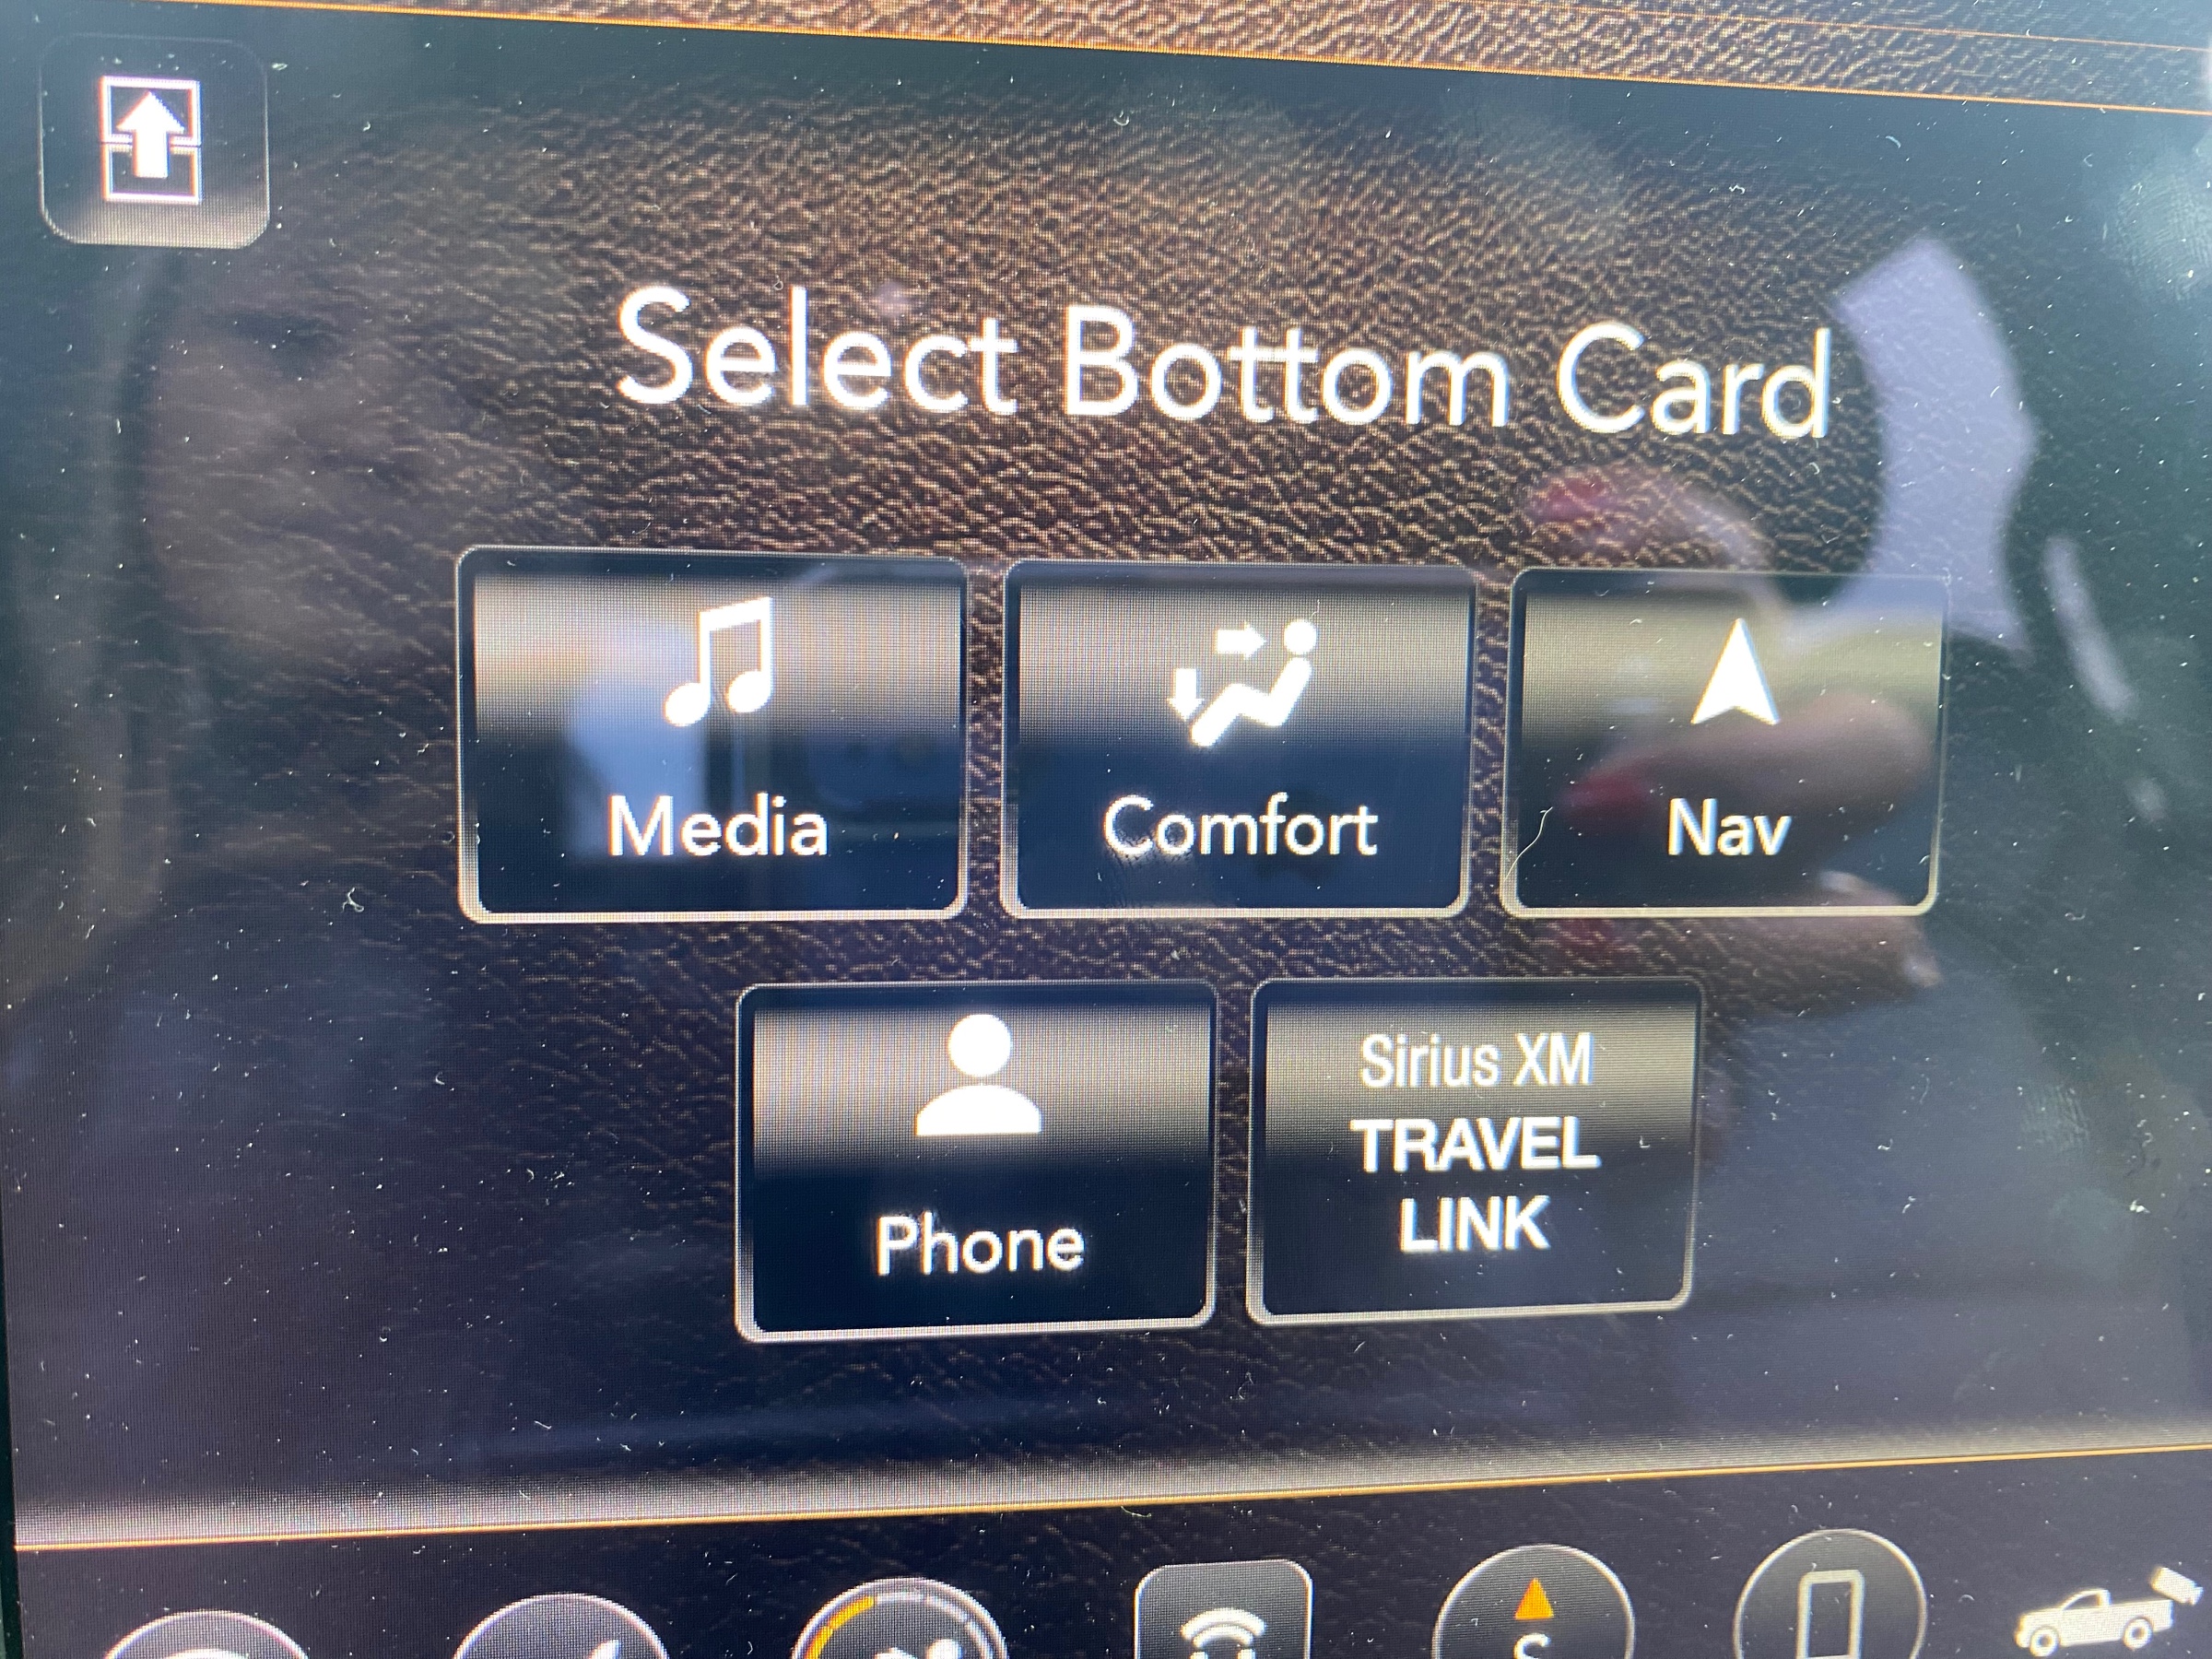 Select Bottom Card
Media
Comfort
Nav
Phone
Sirius XM
TRAVEL
LINK
S